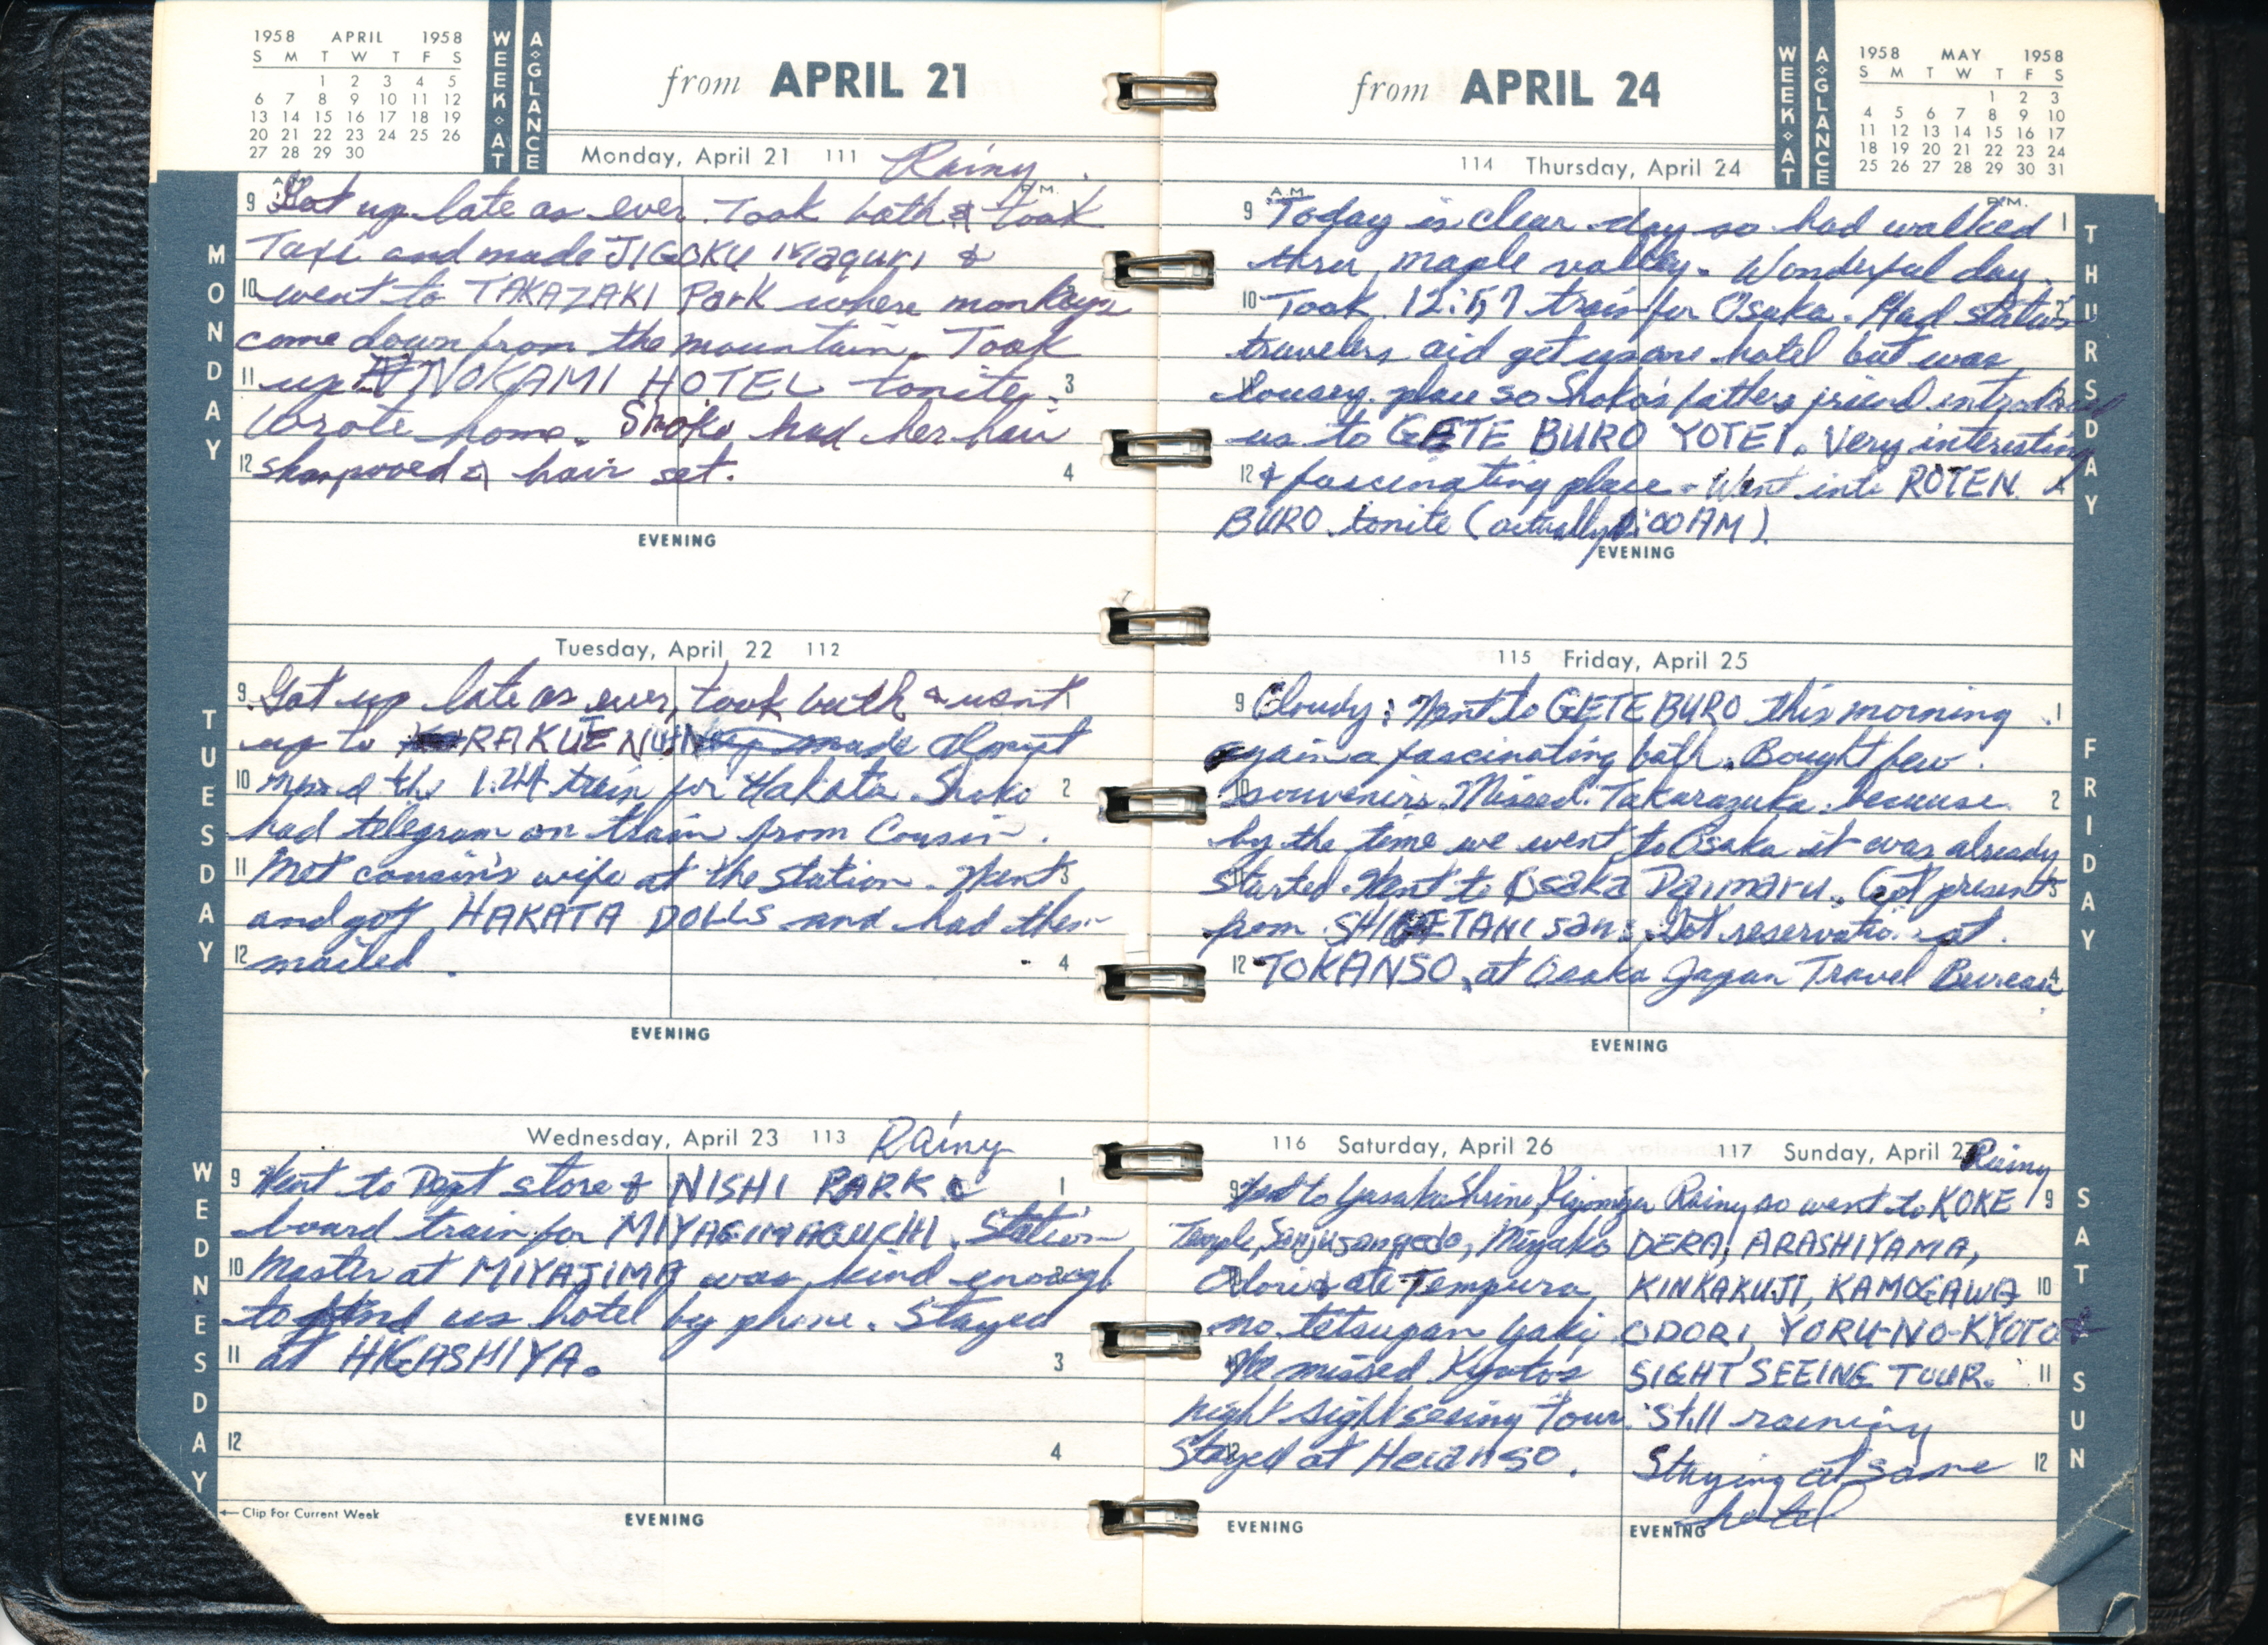 1958 APRIL 1958
S M T W T F S
1 2 3 4 5
6 7 8 9 10 11 12
13 14 15 16 17 18 19
20 21 22 23 24 25 26
27 28 29 30
WEEK·AT
A·GLANCE
from APRIL 21
Monday, April 21 111 Rainy
MONDAY
A.M. P.M.
9 Got up late as ever. Took bath & took
Taxi and made JIGOKU Maguri &
10 went to TAKAZAKI Park where monkeys
come down from the mountain. Took
11 up NOKAMI HOTEL tonite. 3
Wrote home. Shoko had her hair
12 shampooed & hair set. 4
EVENING
Tuesday, April 22 112
TUESDAY
9 Got up late as ever, took bath & went 1
up to RAKUTENCHI made almost
10 missed the 1:44 train for Hakata. Shoko 2
had telegram on train from Cousin.
11 Met cousin's wife at the station. Went 3
and got HAKATA DOLLS and had them
12 mailed. 4
EVENING
Wednesday, April 23 113 Rainy
WEDNESDAY
9 Went to Dept store & NISHI PARK & 1
board train for MIYAGIMAGUCHI. Station
10 Master at MIYAJIMA was kind enough 2
to find us hotel by phone. Stayed
11 at HIGASHIYA. 3
12 4
← Clip For Current Week
EVENING
from APRIL 24
WEEK·AT
A·GLANCE
1958 MAY 1958
S M T W T F S
1 2 3
4 5 6 7 8 9 10
11 12 13 14 15 16 17
18 19 20 21 22 23 24
25 26 27 28 29 30 31
114 Thursday, April 24
THURSDAY
A.M. P.M.
9 Today is clear day so had walked 1
thru maple valley. Wonderful day.
10 Took 12:57 train for Osaka. Had station 2
travelers aid get us one hotel but was
lousery place so Shoko's fathers friend introduced
us to GETE BURO YOTEI. Very interesting
12 & fascinating place. Went into ROTEN 4
BURO tonite (actually :00AM).
EVENING
115 Friday, April 25
FRIDAY
9 Cloudy: Went to GETE BURO this morning 1
again a fascinating bath. Bought few
10 souvenirs. Missed Takarazuka because 2
by the time we went to Osaka it was already
started. Went to Osaka Daimaru. Got presents 3
from SHIGETANI san. Got reservation at
12 TOKANSO at Osaka Japan Travel Bureau 4
EVENING
116 Saturday, April 26
SAT
9 Went to Yasaka Shrine, Kiyomizu
Temple, Sanjusangedo, Miyako
Odori & ate Tempura,
no tetsugan yaki
We missed Kyoto's
night sightseeing Tour.
12 Stayed at Heianso.
EVENING
117 Sunday, April 27 Rainy
SUN
Rainy so went to KOKE 9
DERA, ARASHIYAMA,
KINKAKUJI, KAMOGAWA 10
ODORI, YORU-NO-KYOTO
SIGHT SEEING TOUR. 11
Still raining
Staying at same 12
hotel
EVENING